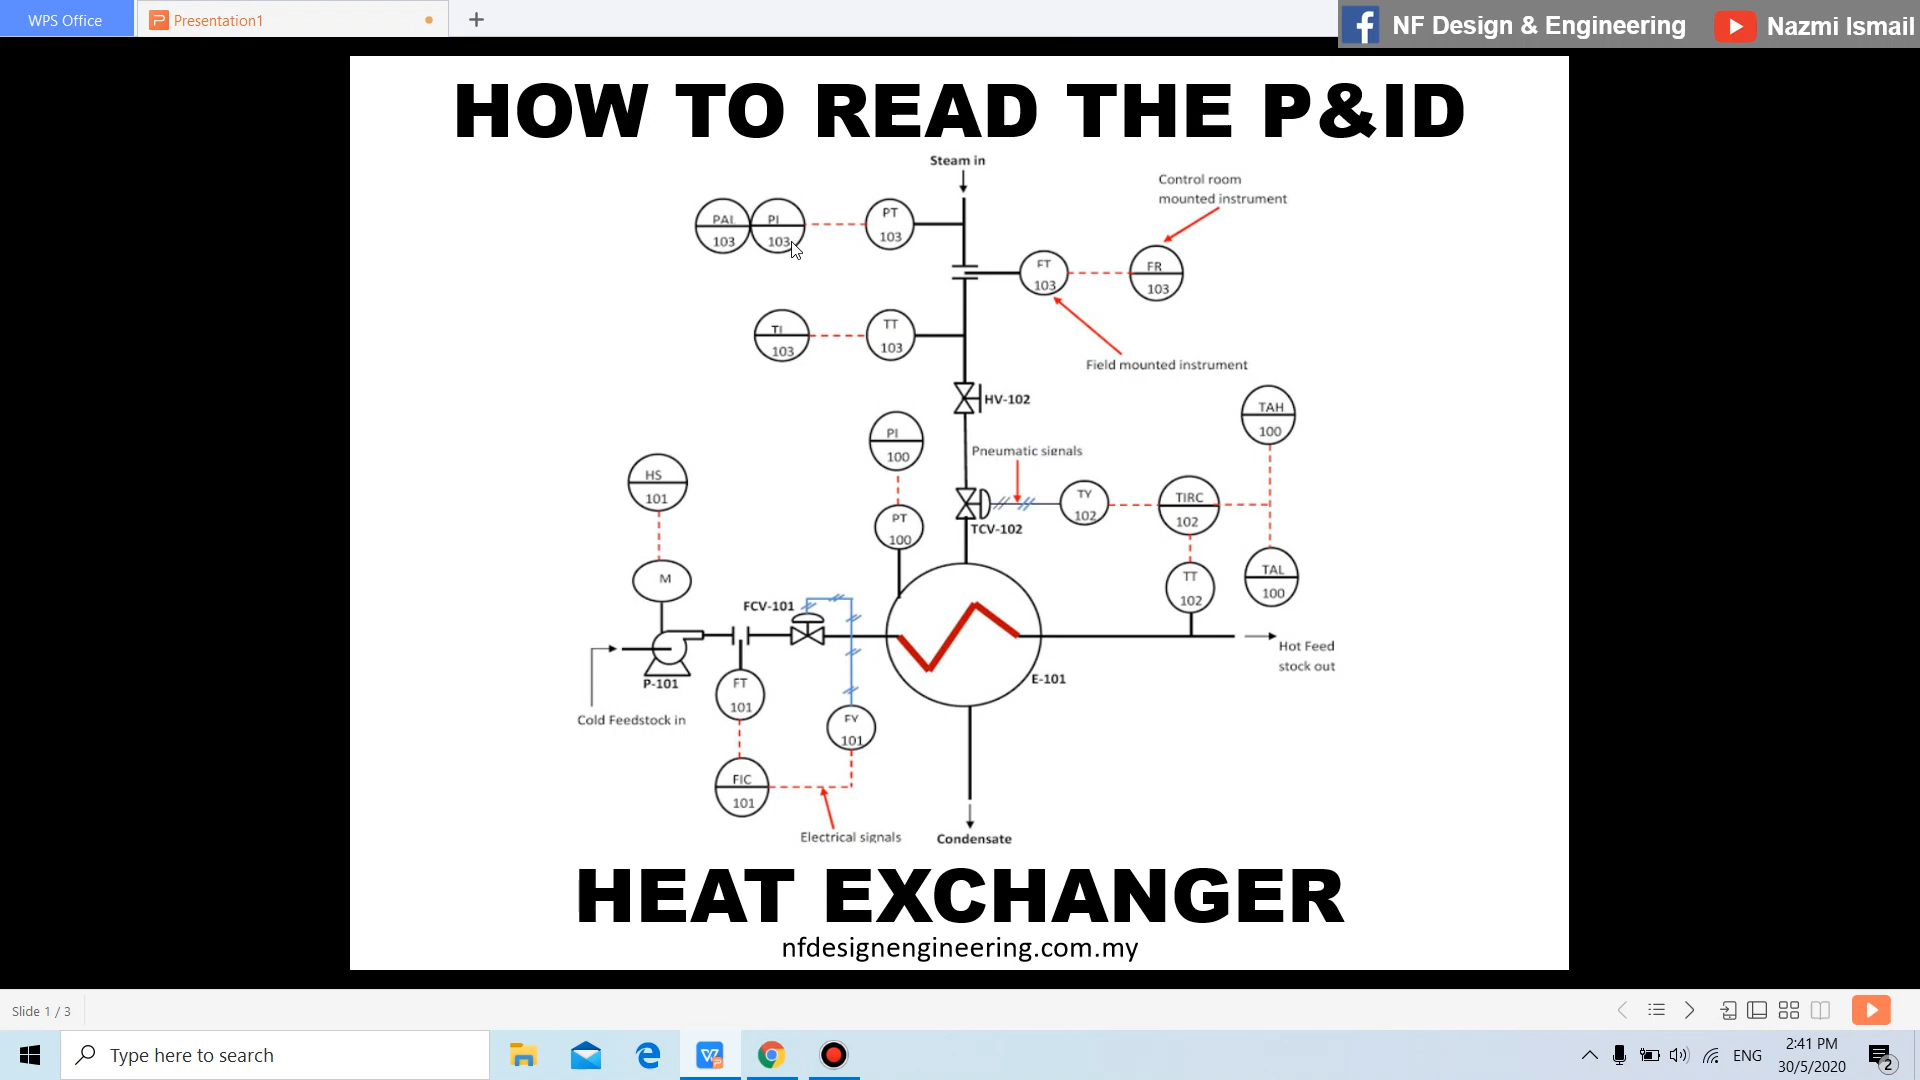 WPS Office
Presentation1
NF Design & Engineering
Nazmi Ismail
HOW TO READ THE P&ID
Steam in
Control room
mounted instrument
PAL
103
PI
103
PT
103
FT
103
FR
103
TI
103
TT
103
Field mounted instrument
HV-102
TAH
100
PI
100
Pneumatic signals
HS
101
TY
102
TIRC
102
PT
100
TCV-102
M
TT
102
TAL
100
FCV-101
Hot Feed
stock out
P-101
E-101
FT
101
Cold Feedstock in
FY
101
FIC
101
Electrical signals
Condensate
HEAT EXCHANGER
nfdesignengineering.com.my
Slide 1 / 3
Type here to search
ENG
2:41 PM
30/5/2020
2